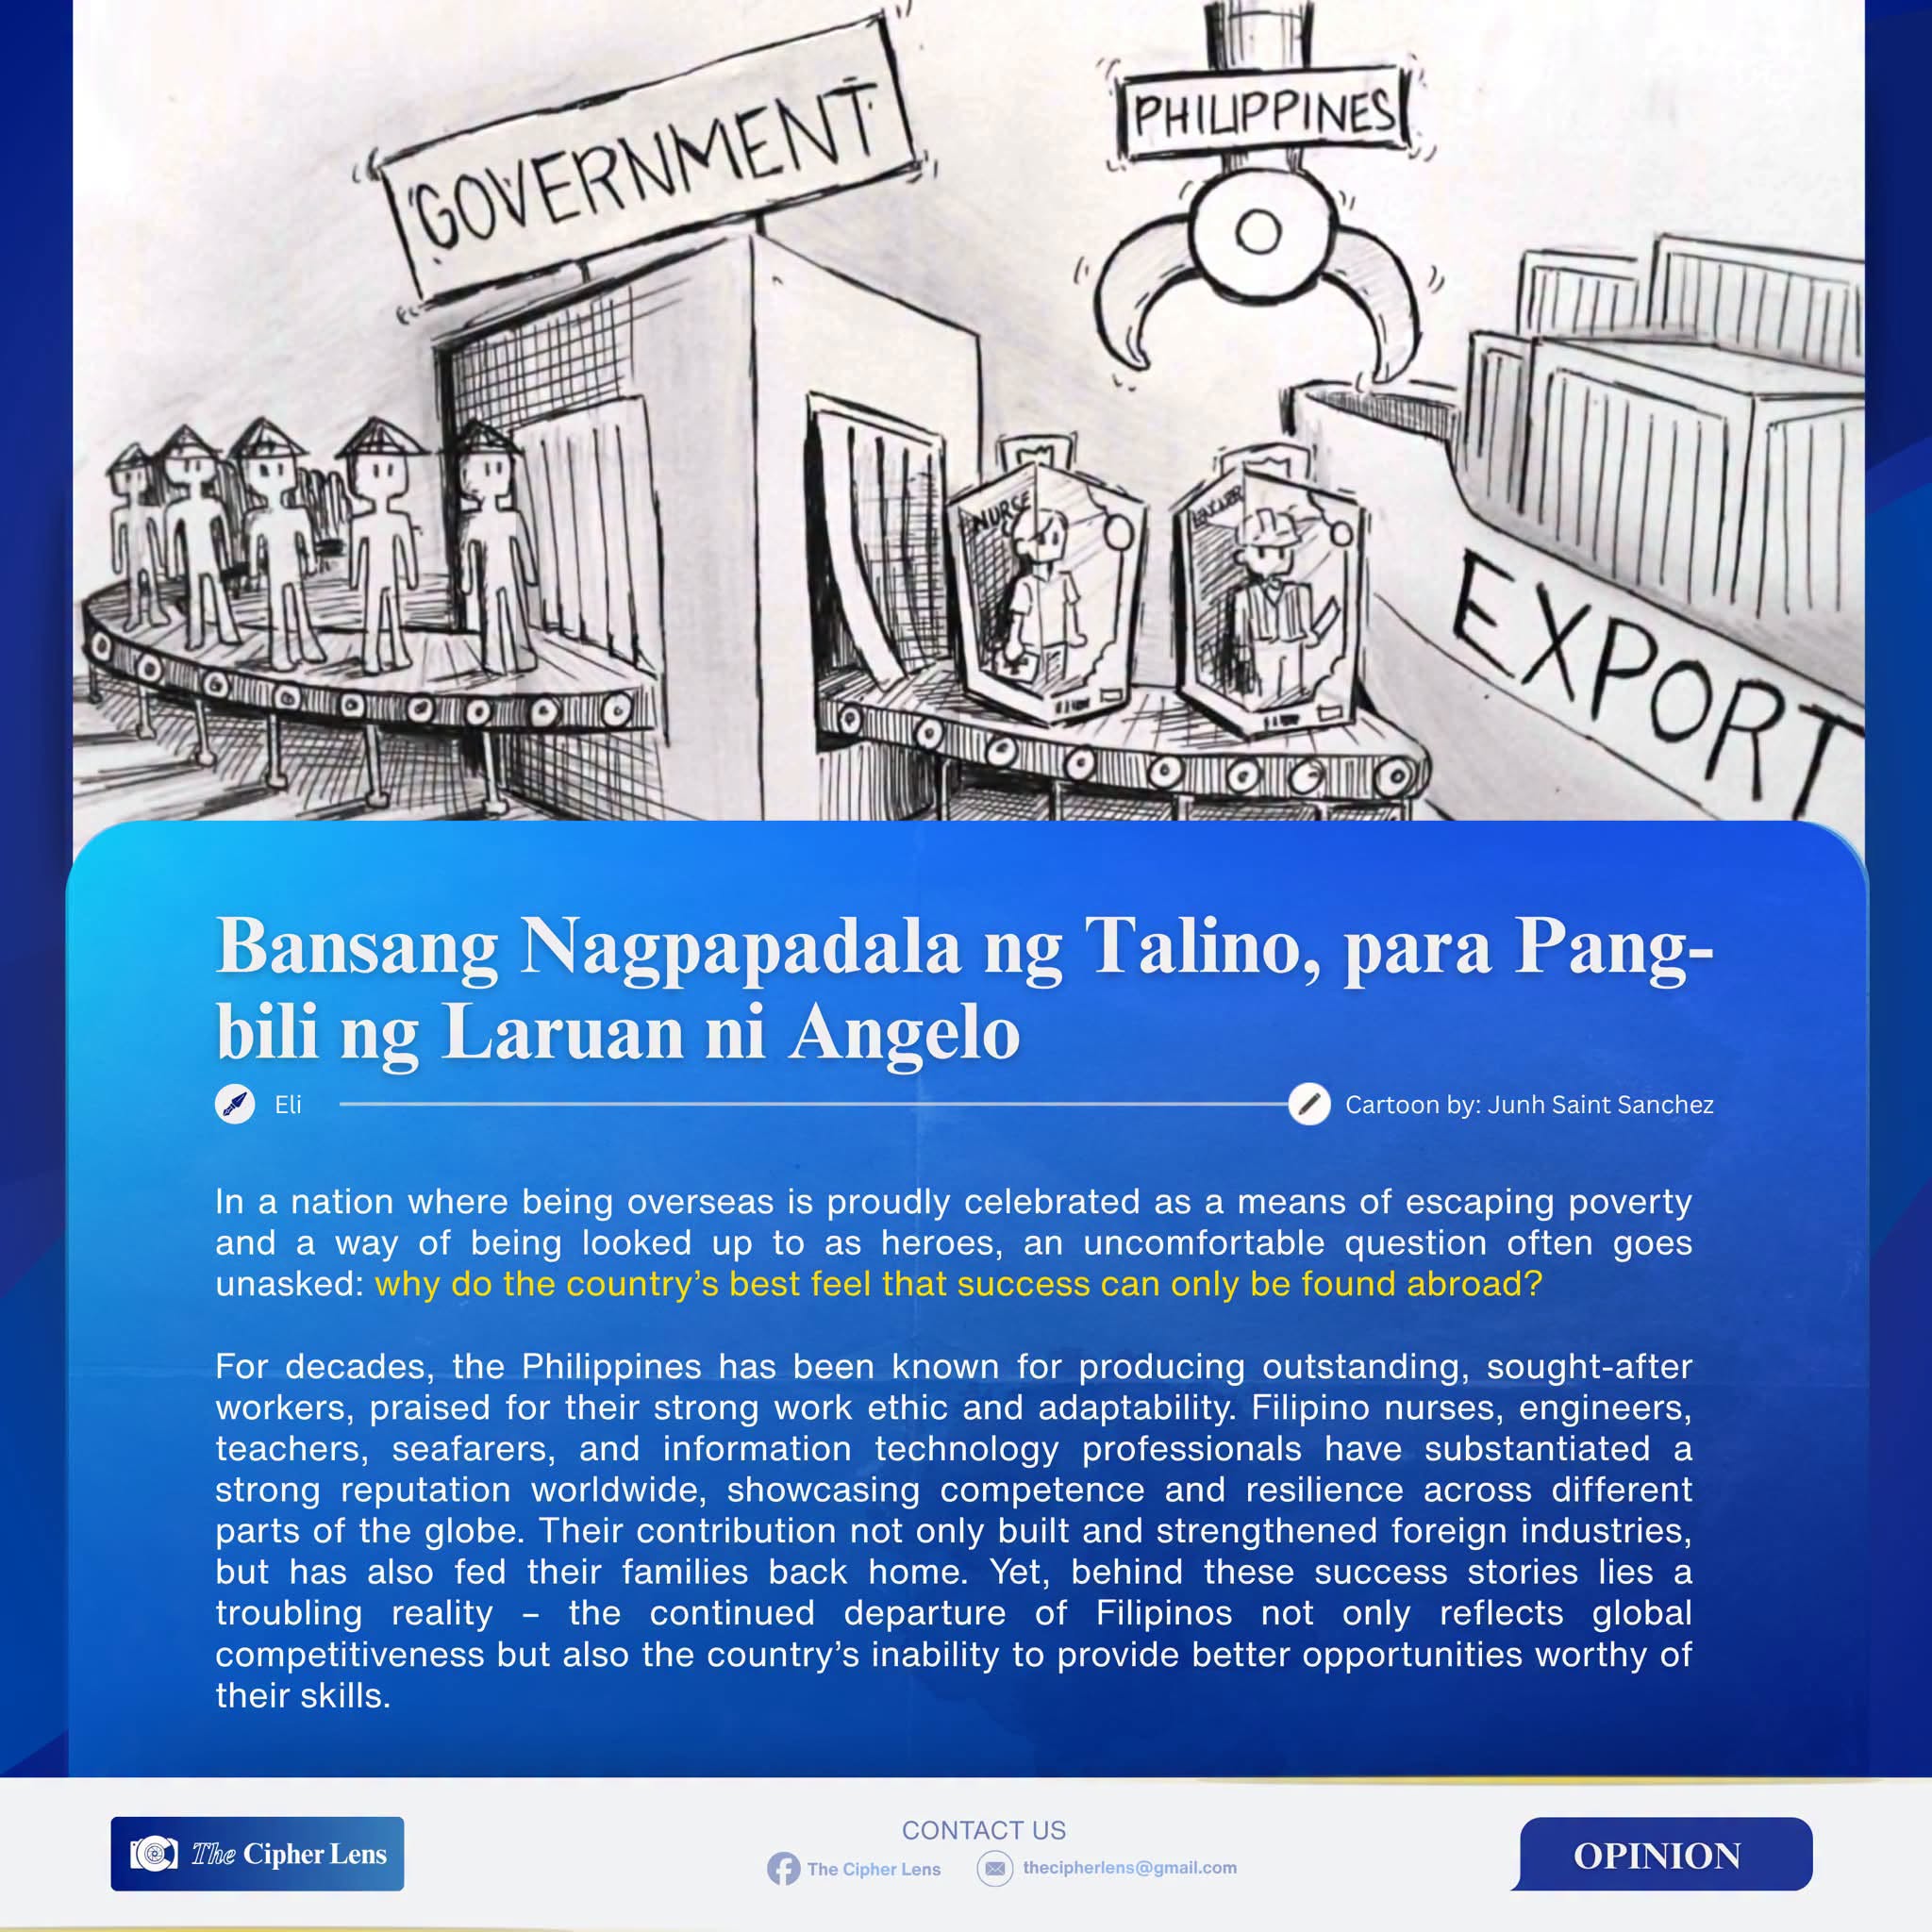 GOVERNMENT
PHILIPPINES
NURSE
EXPORT
Bansang Nagpapadala ng Talino, para Pang-
bili ng Laruan ni Angelo
Eli
Cartoon by: Junh Saint Sanchez
In a nation where being overseas is proudly celebrated as a means of escaping poverty
and a way of being looked up to as heroes, an uncomfortable question often goes
unasked: why do the country’s best feel that success can only be found abroad?
For decades, the Philippines has been known for producing outstanding, sought-after
workers, praised for their strong work ethic and adaptability. Filipino nurses, engineers,
teachers, seafarers, and information technology professionals have substantiated a
strong reputation worldwide, showcasing competence and resilience across different
parts of the globe. Their contribution not only built and strengthened foreign industries,
but has also fed their families back home. Yet, behind these success stories lies a
troubling reality – the continued departure of Filipinos not only reflects global
competitiveness but also the country’s inability to provide better opportunities worthy of
their skills.
The Cipher Lens
CONTACT US
The Cipher Lens
thecipherlens@gmail.com
OPINION